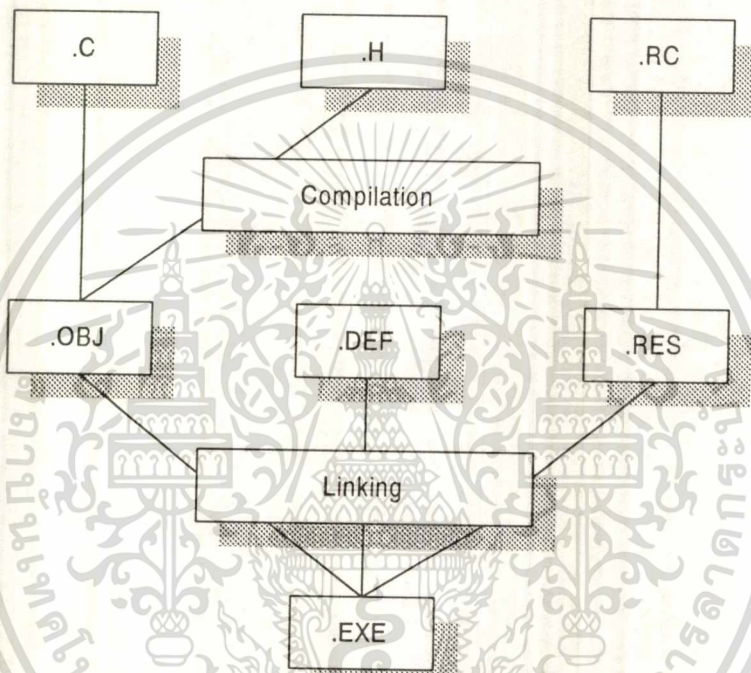 .C
.H
.RC
Compilation
.OBJ
.DEF
.RES
Linking
.EXE